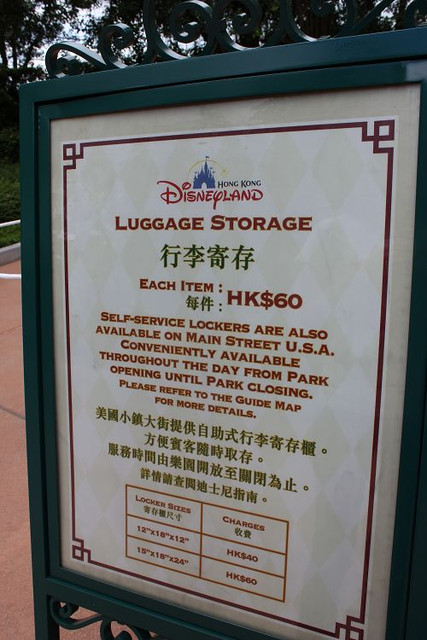 HONG KONG
DISNEYLAND
LUGGAGE STORAGE
行李寄存
EACH ITEM :
每件 : HK$60
SELF-SERVICE LOCKERS ARE ALSO
AVAILABLE ON MAIN STREET U.S.A.
CONVENIENTLY AVAILABLE
THROUGHOUT THE DAY FROM PARK
OPENING UNTIL PARK CLOSING.
PLEASE REFER TO THE GUIDE MAP
FOR MORE DETAILS.
美國小鎮大街提供自助式行李寄存櫃。
方便賓客隨時取存。
服務時間由樂園開放至關閉為止。
詳情請查閱迪士尼指南。
LOCKER SIZES CHARGES
寄存櫃尺寸 收費
12"x18"x12" HK$40
15"x18"x24" HK$60